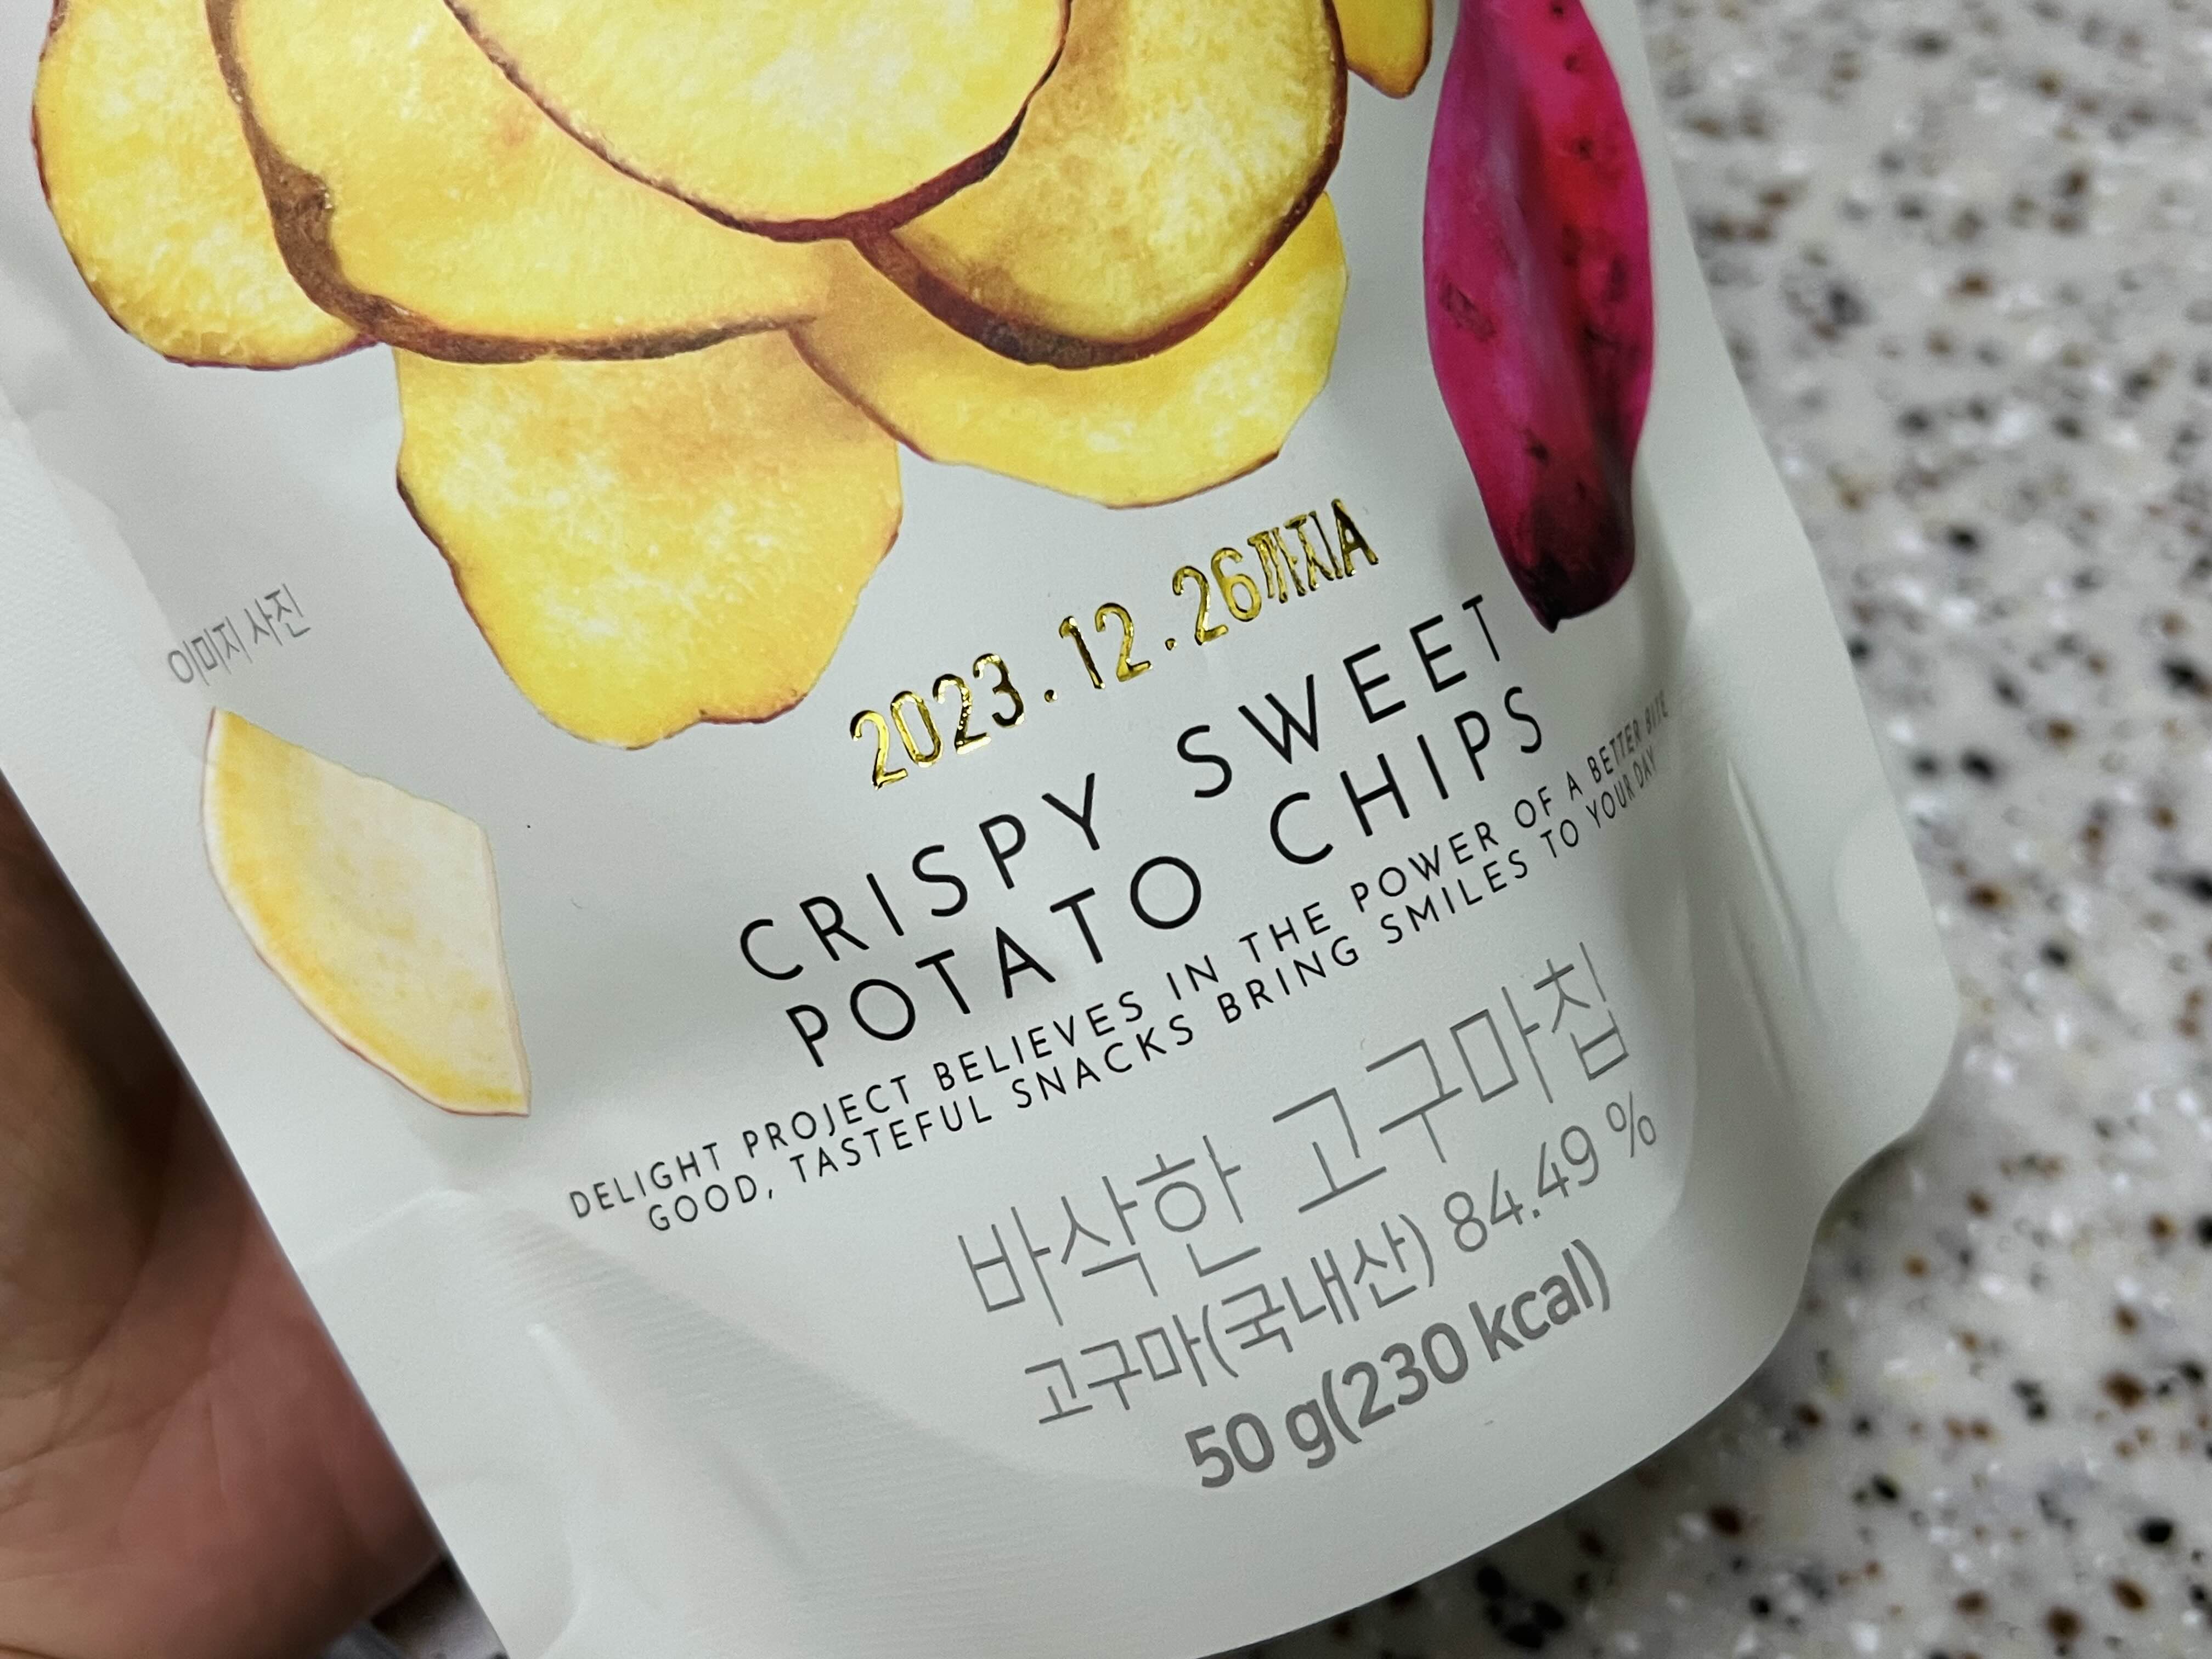 이미지 사진
2023.12.26까지A
CRISPY SWEET
POTATO CHIPS
DELIGHT PROJECT BELIEVES IN THE POWER OF A BETTER BITE
GOOD, TASTEFUL SNACKS BRING SMILES TO YOUR DAY
바삭한 고구마칩
고구마(국내산) 84.49 %
50 g(230 kcal)